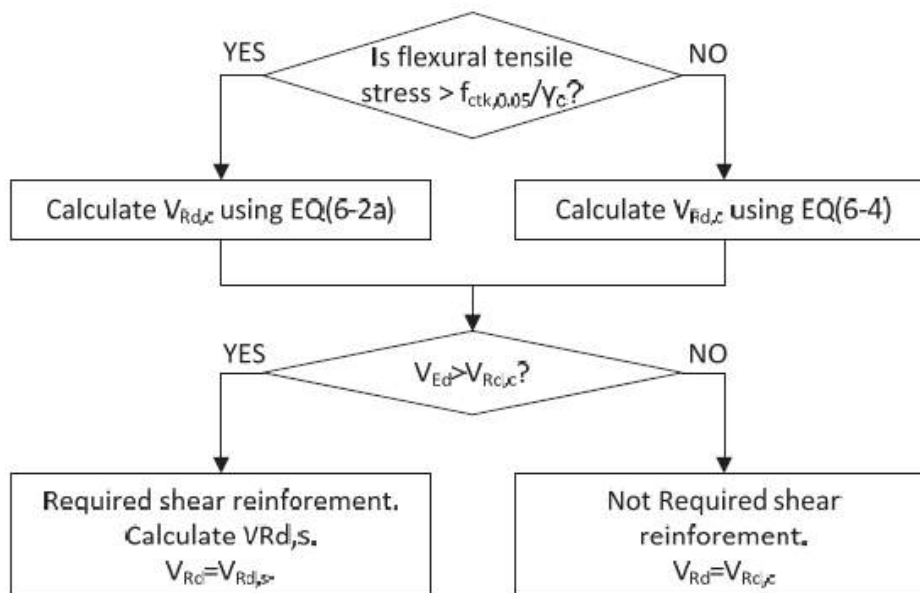 YES
Is flexural tensile
stress > fctk,0.05/γc?
NO
Calculate VRd,c using EQ(6-2a)
Calculate VRd,c using EQ(6-4)
YES
VEd>VRd,c?
NO
Required shear reinforement.
Calculate VRd,s.
VRd=VRd,s.
Not Required shear
reinforement.
VRd=VRd,c